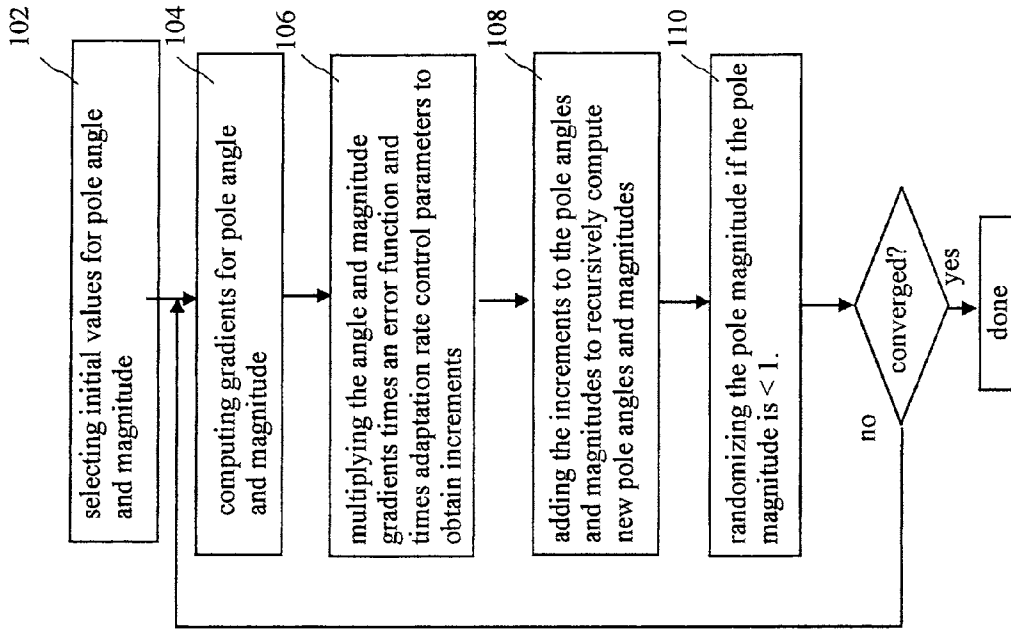 102
selecting initial values for pole angle
and magnitude
104
computing gradients for pole angle
and magnitude
106
multiplying the angle and magnitude
gradients times an error function and
times adaptation rate control parameters to
obtain increments
108
adding the increments to the pole angles
and magnitudes to recursively compute
new pole angles and magnitudes
110
randomizing the pole magnitude if the pole
magnitude is < 1.
no
converged?
yes
done